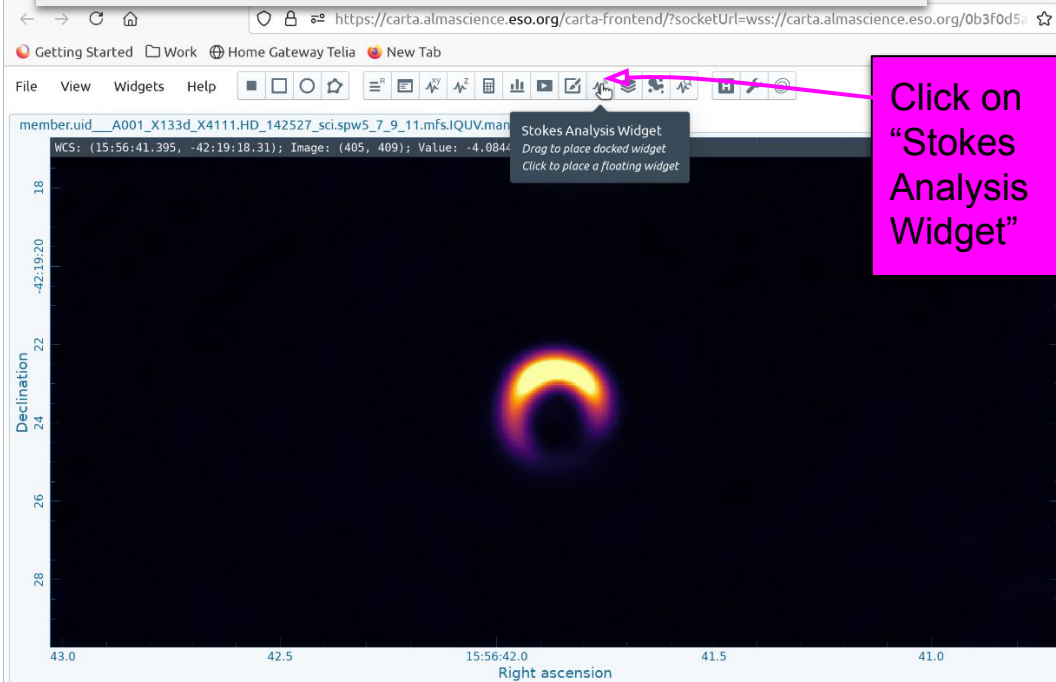 https://carta.almascience.eso.org/carta-frontend/?socketUrl=wss://carta.almascience.eso.org/0b3f0d5a
Getting Started Work Home Gateway Telia New Tab
File View Widgets Help
Click on
“Stokes
Analysis
Widget”
member.uid___A001_X133d_X4111.HD_142527_sci.spw5_7_9_11.mfs.IQUV.man
Stokes Analysis Widget
Drag to place docked widget
Click to place a floating widget
WCS: (15:56:41.395, -42:19:18.31); Image: (405, 409); Value: -4.0844
18
-42:19:20
22
24
26
28
Declination
43.0 42.5 15:56:42.0 41.5 41.0
Right ascension